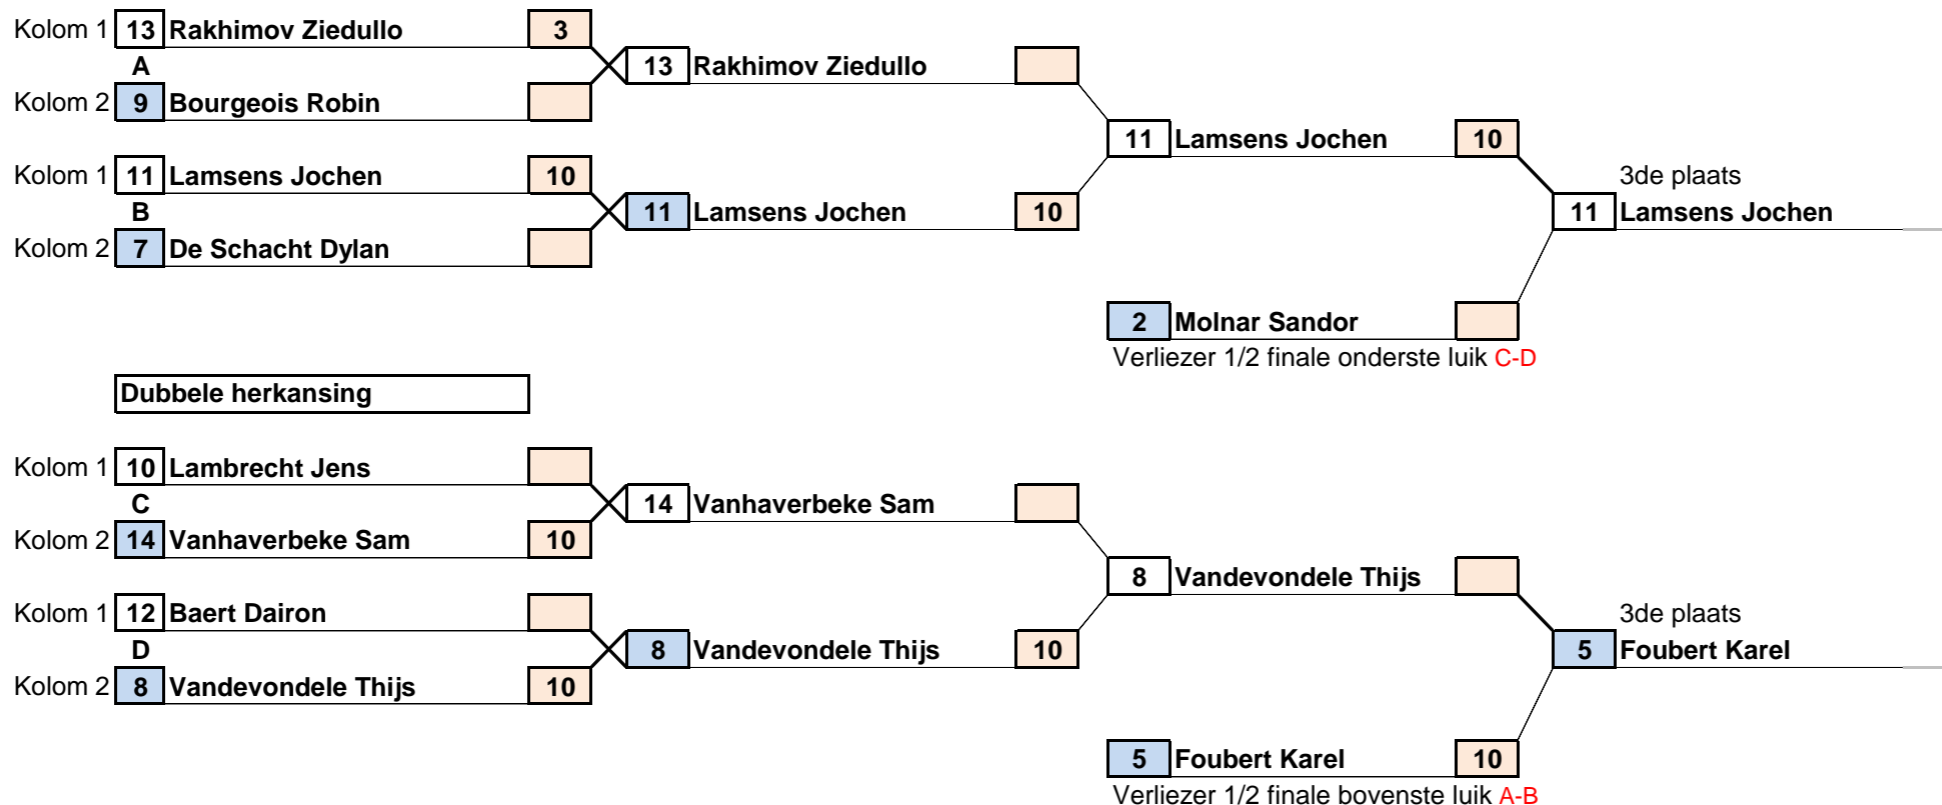 Kolom 1 13 Rakhimov Ziedullo 3
A
13 Rakhimov Ziedullo
Kolom 2 9 Bourgeois Robin
11 Lamsens Jochen 10
Kolom 1 11 Lamsens Jochen 10
3de plaats
B
11 Lamsens Jochen 10
11 Lamsens Jochen
Kolom 2 7 De Schacht Dylan
2 Molnar Sandor
Verliezer 1/2 finale onderste luik C-D
Dubbele herkansing
Kolom 1 10 Lambrecht Jens
C
14 Vanhaverbeke Sam
Kolom 2 14 Vanhaverbeke Sam 10
8 Vandevondele Thijs
Kolom 1 12 Baert Dairon
3de plaats
D
8 Vandevondele Thijs 10
5 Foubert Karel
Kolom 2 8 Vandevondele Thijs 10
5 Foubert Karel 10
Verliezer 1/2 finale bovenste luik A-B